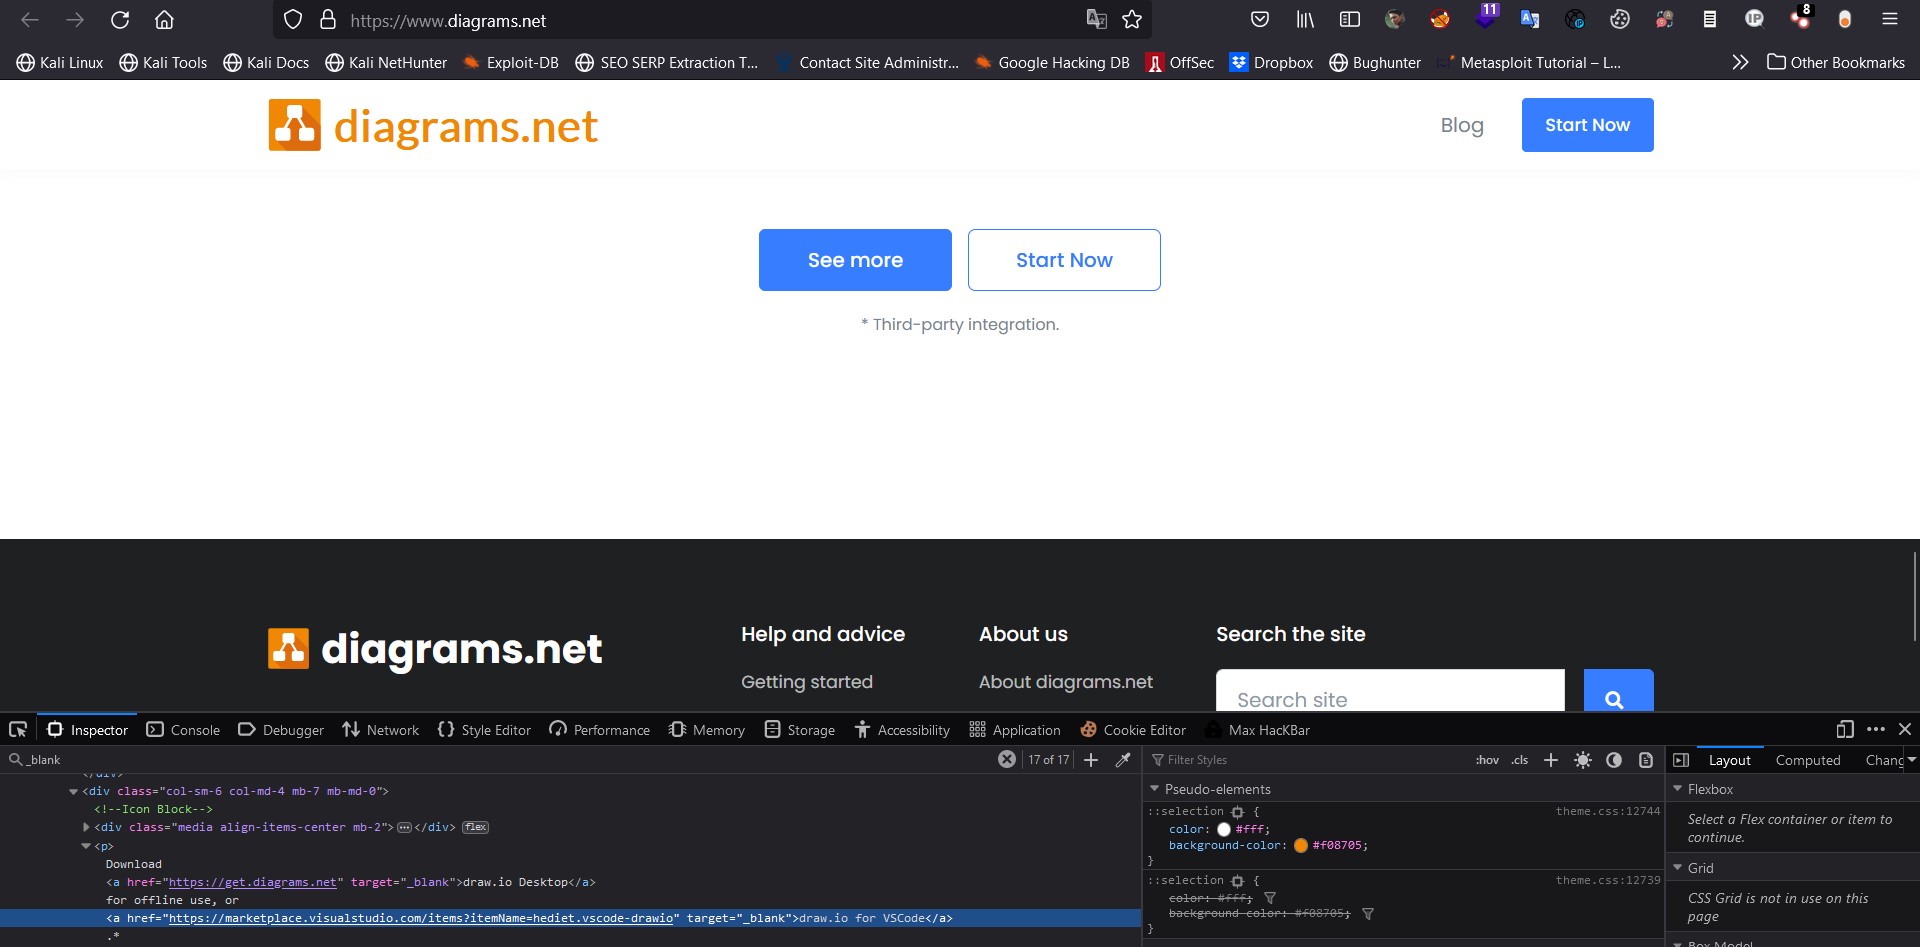 https://www.diagrams.net
11
8
Kali Linux Kali Tools Kali Docs Kali NetHunter Exploit-DB SEO SERP Extraction T... Contact Site Administr... Google Hacking DB OffSec Dropbox Bughunter Metasploit Tutorial – L... Other Bookmarks
diagrams.net Blog Start Now
See more Start Now
* Third-party integration.
diagrams.net
Help and advice
Getting started
About us
About diagrams.net
Search the site
Search site
Inspector Console Debugger Network Style Editor Performance Memory Storage Accessibility Application Cookie Editor Max HacKBar
_blank 17 of 17
</div>
<div class="col-sm-6 col-md-4 mb-7 mb-md-0">
<!--Icon Block-->
<div class="media align-items-center mb-2"></div> flex
<p>
Download
<a href="https://get.diagrams.net" target="_blank">draw.io Desktop</a>
for offline use, or
<a href="https://marketplace.visualstudio.com/items?itemName=hediet.vscode-drawio" target="_blank">draw.io for VSCode</a>
.*
Filter Styles :hov .cls
Pseudo-elements
::selection { theme.css:12744
color: #fff;
background-color: #f08705;
}
::selection { theme.css:12739
color: #fff;
background-color: #f08705;
}
Layout Computed Chang
Flexbox
Select a Flex container or item to
continue.
Grid
CSS Grid is not in use on this
page
Box Model